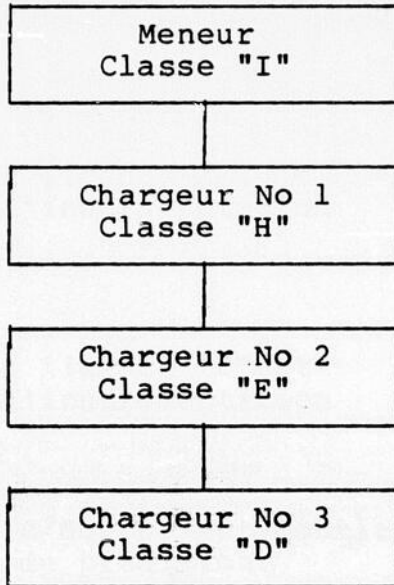 Meneur
Classe "I"
Chargeur No 1
Classe "H"
Chargeur No 2
Classe "E"
Chargeur No 3
Classe "D"